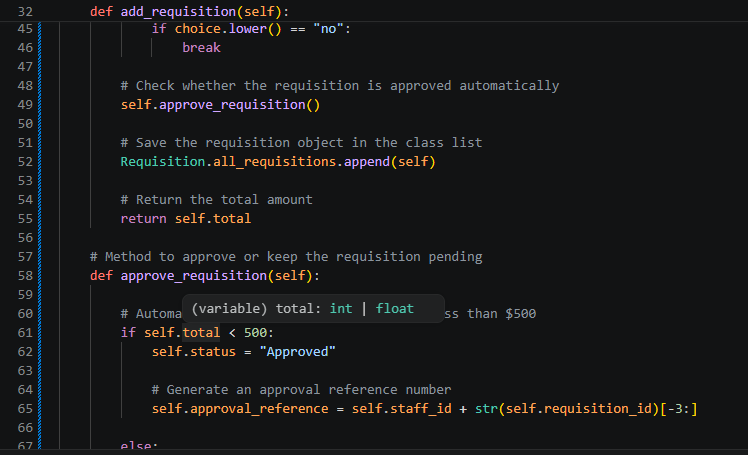 32 def add_requisition(self):
45 if choice.lower() == "no":
46 break
47
48 # Check whether the requisition is approved automatically
49 self.approve_requisition()
50
51 # Save the requisition object in the class list
52 Requisition.all_requisitions.append(self)
53
54 # Return the total amount
55 return self.total
56
57 # Method to approve or keep the requisition pending
58 def approve_requisition(self):
59
(variable) total: int | float
60 # Automa ss than $500
61 if self.total < 500:
62 self.status = "Approved"
63
64 # Generate an approval reference number
65 self.approval_reference = self.staff_id + str(self.requisition_id)[-3:]
66
67 else: